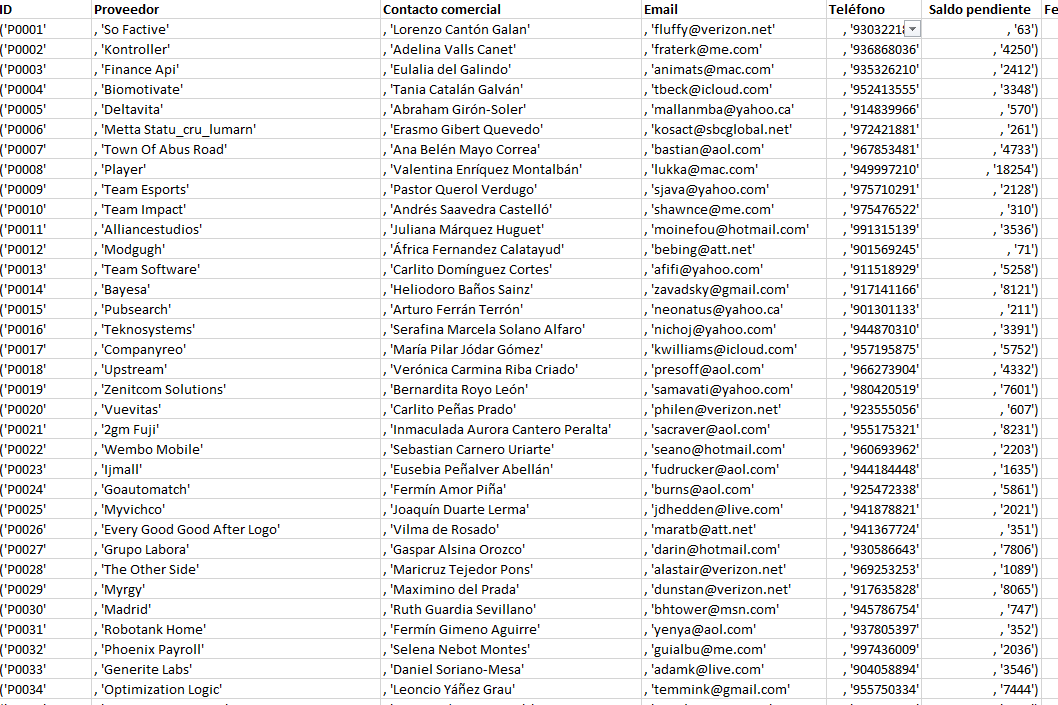 ID Proveedor Contacto comercial Email Teléfono Saldo pendiente Fe
('P0001' , 'So Factive' , 'Lorenzo Cantón Galan' , 'fluffy@verizon.net' , '9303221 , '63')
('P0002' , 'Kontroller' , 'Adelina Valls Canet' , 'fraterk@me.com' , '936868036' , '4250')
('P0003' , 'Finance Api' , 'Eulalia del Galindo' , 'animats@mac.com' , '935326210' , '2412')
('P0004' , 'Biomotivate' , 'Tania Catalán Galván' , 'tbeck@icloud.com' , '952413555' , '3348')
('P0005' , 'Deltavita' , 'Abraham Girón-Soler' , 'mallanmba@yahoo.ca' , '914839966' , '570')
('P0006' , 'Metta Statu_cru_lumarn' , 'Erasmo Gibert Quevedo' , 'kosact@sbcglobal.net' , '972421881' , '261')
('P0007' , 'Town Of Abus Road' , 'Ana Belén Mayo Correa' , 'bastian@aol.com' , '967853481' , '4733')
('P0008' , 'Player' , 'Valentina Enríquez Montalbán' , 'lukka@mac.com' , '949997210' , '18254')
('P0009' , 'Team Esports' , 'Pastor Querol Verdugo' , 'sjava@yahoo.com' , '975710291' , '2128')
('P0010' , 'Team Impact' , 'Andrés Saavedra Castelló' , 'shawnce@me.com' , '975476522' , '310')
('P0011' , 'Alliancestudios' , 'Juliana Márquez Huguet' , 'moinefou@hotmail.com' , '991315139' , '3536')
('P0012' , 'Modgugh' , 'África Fernandez Calatayud' , 'bebing@att.net' , '901569245' , '71')
('P0013' , 'Team Software' , 'Carlito Domínguez Cortes' , 'afifi@yahoo.com' , '911518929' , '5258')
('P0014' , 'Bayesa' , 'Heliodoro Baños Sainz' , 'zavadsky@gmail.com' , '917141166' , '8121')
('P0015' , 'Pubsearch' , 'Arturo Ferrán Terrón' , 'neonatus@yahoo.ca' , '901301133' , '211')
('P0016' , 'Teknosystems' , 'Serafina Marcela Solano Alfaro' , 'nichoj@yahoo.com' , '944870310' , '3391')
('P0017' , 'Companyreo' , 'María Pilar Jódar Gómez' , 'kwilliams@icloud.com' , '957195875' , '5752')
('P0018' , 'Upstream' , 'Verónica Carmina Riba Criado' , 'presoff@aol.com' , '966273904' , '4332')
('P0019' , 'Zenitcom Solutions' , 'Bernardita Royo León' , 'samavati@yahoo.com' , '980420519' , '7601')
('P0020' , 'Vuevitas' , 'Carlito Peñas Prado' , 'philen@verizon.net' , '923555056' , '607')
('P0021' , '2gm Fuji' , 'Inmaculada Aurora Cantero Peralta' , 'sacraver@aol.com' , '955175321' , '8231')
('P0022' , 'Wembo Mobile' , 'Sebastian Carnero Uriarte' , 'seano@hotmail.com' , '960693962' , '2203')
('P0023' , 'Ijmall' , 'Eusebia Peñalver Abellán' , 'fudrucker@aol.com' , '944184448' , '1635')
('P0024' , 'Goautomatch' , 'Fermín Amor Piña' , 'burns@aol.com' , '925472338' , '5861')
('P0025' , 'Myvichco' , 'Joaquín Duarte Lerma' , 'jdhedden@live.com' , '941878821' , '2021')
('P0026' , 'Every Good Good After Logo' , 'Vilma de Rosado' , 'maratb@att.net' , '941367724' , '351')
('P0027' , 'Grupo Labora' , 'Gaspar Alsina Orozco' , 'darin@hotmail.com' , '930586643' , '7806')
('P0028' , 'The Other Side' , 'Maricruz Tejedor Pons' , 'alastair@verizon.net' , '969253253' , '1089')
('P0029' , 'Myrgy' , 'Maximino del Prada' , 'dunstan@verizon.net' , '917635828' , '8065')
('P0030' , 'Madrid' , 'Ruth Guardia Sevillano' , 'bhtower@msn.com' , '945786754' , '747')
('P0031' , 'Robotank Home' , 'Fermín Gimeno Aguirre' , 'yenya@aol.com' , '937805397' , '352')
('P0032' , 'Phoenix Payroll' , 'Selena Nebot Montes' , 'guialbu@me.com' , '997436009' , '2036')
('P0033' , 'Generite Labs' , 'Daniel Soriano-Mesa' , 'adamk@live.com' , '904058894' , '3546')
('P0034' , 'Optimization Logic' , 'Leoncio Yáñez Grau' , 'temmink@gmail.com' , '955750334' , '7444')